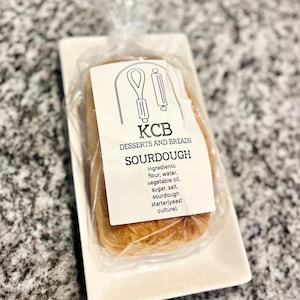 KCB
DESSERTS AND BREADS
SOURDOUGH
ingredients:
flour, water,
vegetable oil,
sugar, salt,
sourdough
starter(yeast
culture).